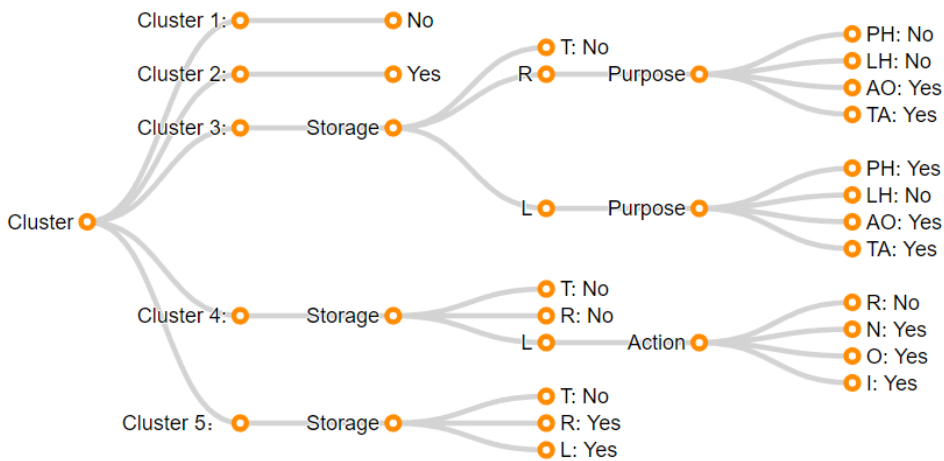 Cluster
Cluster 1:
No
Cluster 2:
Yes
Cluster 3:
Storage
T: No
R
Purpose
PH: No
LH: No
AO: Yes
TA: Yes
L
Purpose
PH: Yes
LH: No
AO: Yes
TA: Yes
Cluster 4:
Storage
T: No
R: No
L
Action
R: No
N: Yes
O: Yes
I: Yes
Cluster 5:
Storage
T: No
R: Yes
L: Yes